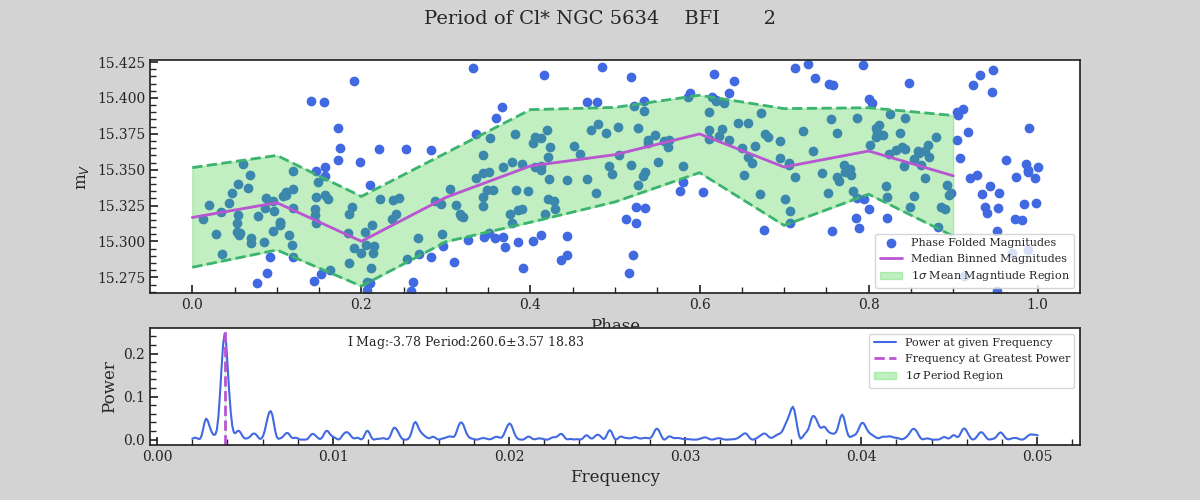 Period of Cl* NGC 5634 BFI 2
15.425
15.400
15.375
15.350
15.325
15.300
15.275
mV
Phase Folded Magnitudes
Median Binned Magnitudes
1σ Mean Magntiude Region
0.0 0.2 0.4 0.6 0.8 1.0
Phase
I Mag:-3.78 Period:260.6±3.57 18.83
Power at given Frequency
Frequency at Greatest Power
1σ Period Region
0.2
0.1
0.0
Power
0.00 0.01 0.02 0.03 0.04 0.05
Frequency